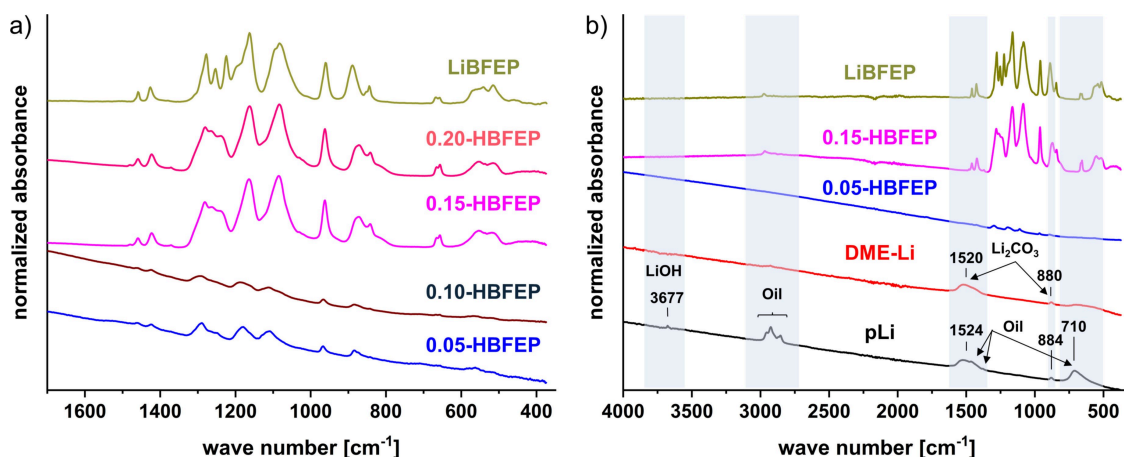 a)
LiBFEP
0.20-HBFEP
0.15-HBFEP
0.10-HBFEP
0.05-HBFEP
normalized absorbance
1600 1400 1200 1000 800 600 400
wave number [cm⁻¹]
b)
LiBFEP
0.15-HBFEP
0.05-HBFEP
DME-Li
Li₂CO₃
1520
880
LiOH
3677
Oil
pLi
1524
Oil
884
710
normalized absorbance
4000 3500 3000 2500 2000 1500 1000 500
wave number [cm⁻¹]